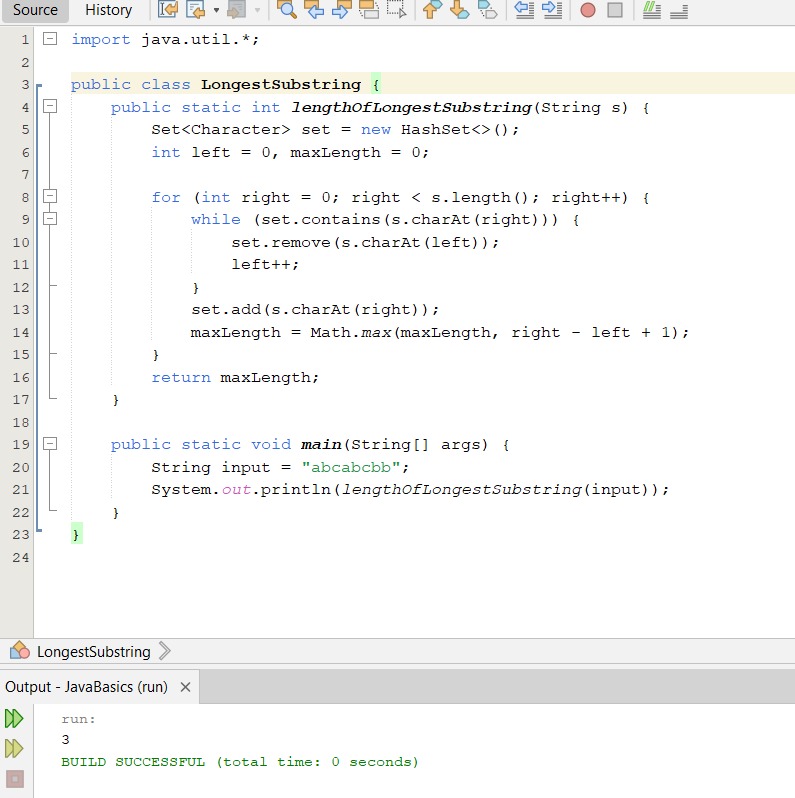 Source History
1 import java.util.*;
2
3 public class LongestSubstring {
4     public static int lengthOfLongestSubstring(String s) {
5         Set<Character> set = new HashSet<>();
6         int left = 0, maxLength = 0;
7
8         for (int right = 0; right < s.length(); right++) {
9             while (set.contains(s.charAt(right))) {
10                 set.remove(s.charAt(left));
11                 left++;
12             }
13             set.add(s.charAt(right));
14             maxLength = Math.max(maxLength, right - left + 1);
15         }
16         return maxLength;
17     }
18
19     public static void main(String[] args) {
20         String input = "abcabcbb";
21         System.out.println(lengthOfLongestSubstring(input));
22     }
23 }
24
LongestSubstring
Output - JavaBasics (run)
run:
3
BUILD SUCCESSFUL (total time: 0 seconds)